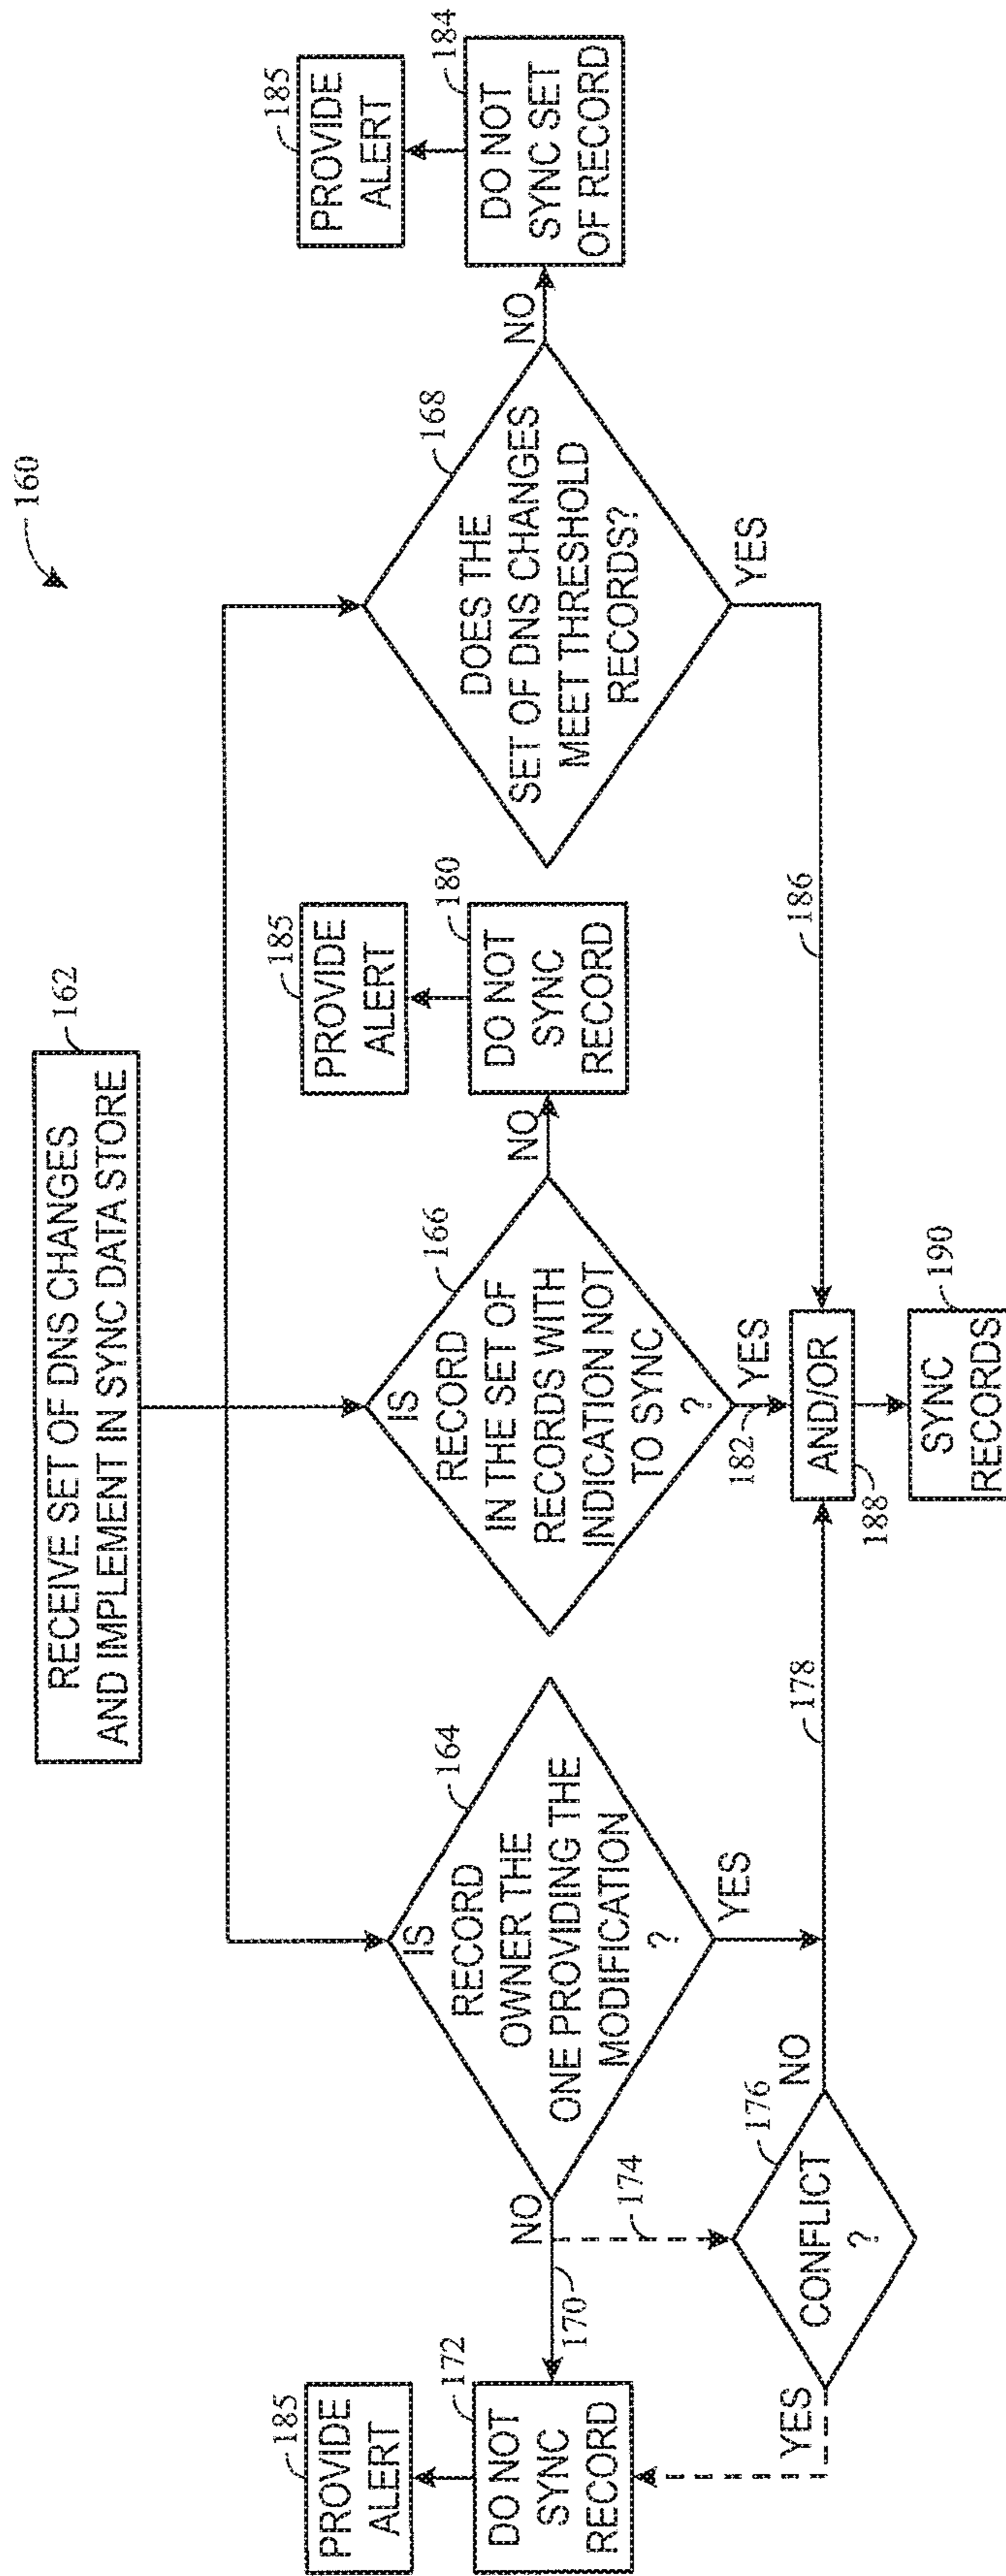 160
RECEIVE SET OF DNS CHANGES
AND IMPLEMENT IN SYNC DATA STORE
162
IS
RECORD
OWNER THE
ONE PROVIDING THE
MODIFICATION
?
164
NO
YES
170
DO NOT
SYNC
RECORD
172
PROVIDE
ALERT
185
174
CONFLICT
?
176
YES
NO
178
IS
RECORD
IN THE SET OF
RECORDS WITH
INDICATION NOT
TO SYNC
?
166
NO
DO NOT
SYNC
RECORD
180
PROVIDE
ALERT
185
YES
182
DOES THE
SET OF DNS CHANGES
MEET THRESHOLD
RECORDS?
168
NO
DO NOT
SYNC SET
OF RECORD
184
PROVIDE
ALERT
185
YES
186
AND/OR
188
SYNC
RECORDS
190